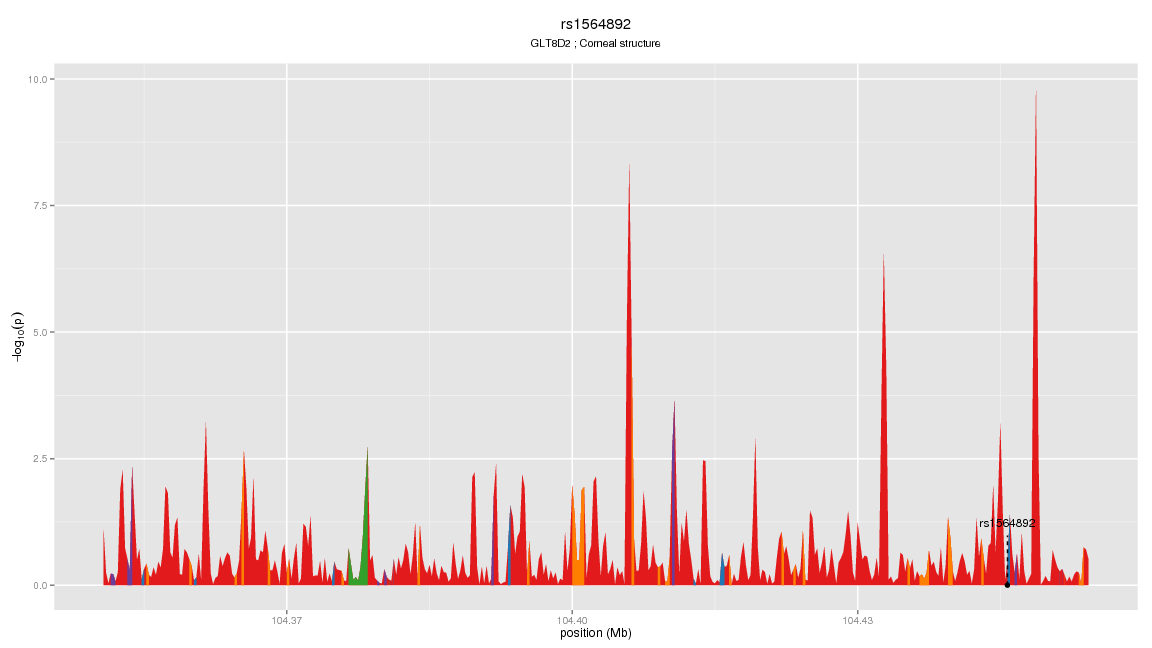 rs1564892
GLT8D2 ; Corneal structure
10.0
7.5
5.0
2.5
0.0
−log10(p)
rs1564892
104.37
104.40
104.43
position (Mb)